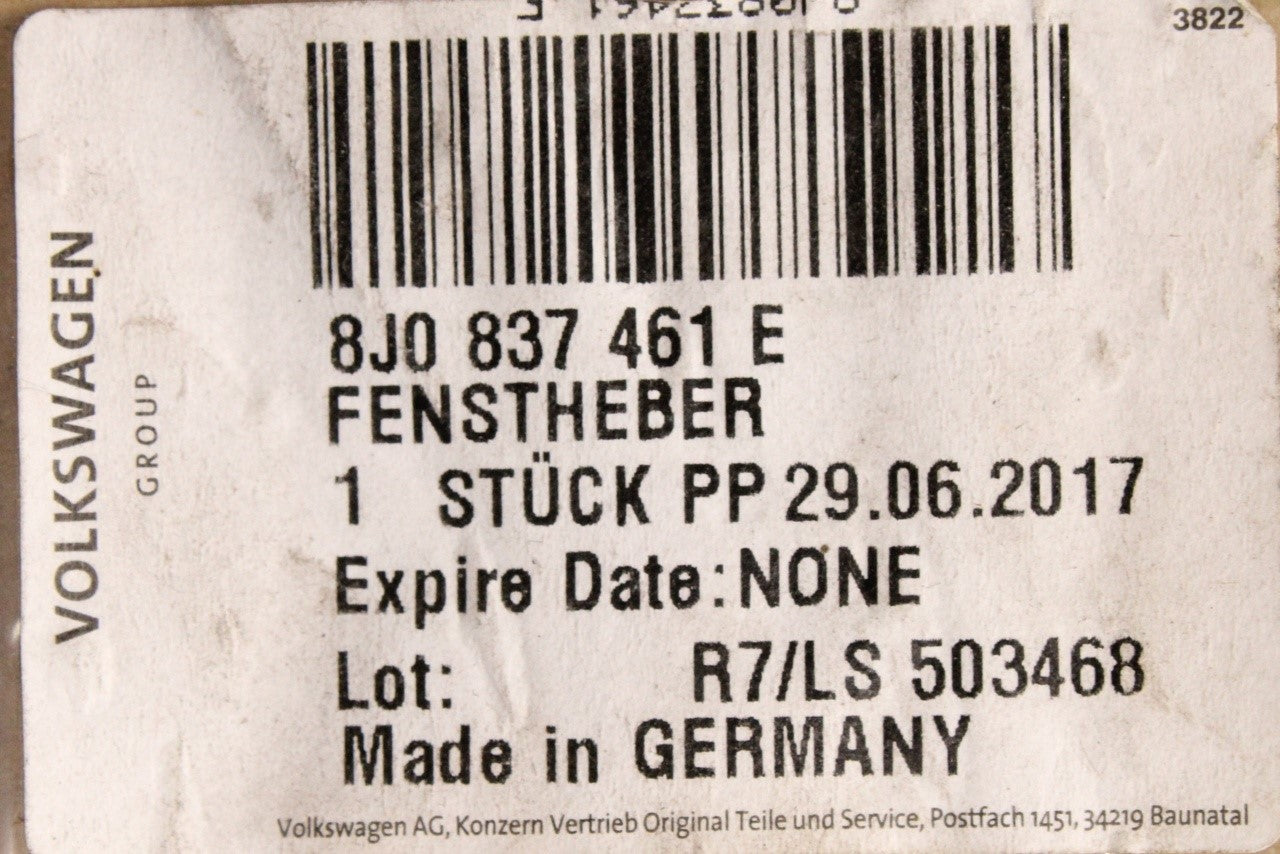 3822
VOLKSWAGEN
GROUP
8J0 837 461 E
FENSTHEBER
1 STÜCK PP 29.06.2017
Expire Date:NONE
Lot: R7/LS 503468
Made in GERMANY
Volkswagen AG, Konzern Vertrieb Original Teile und Service, Postfach 1451, 34219 Baunatal